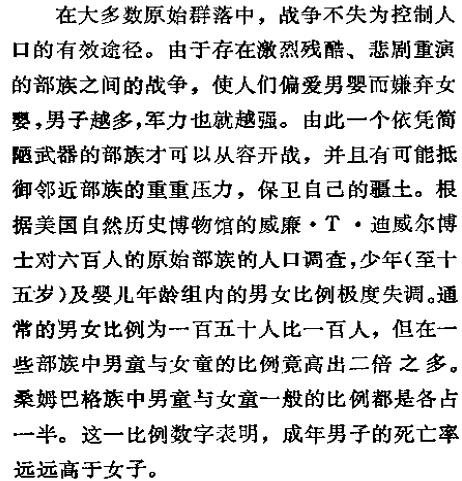 在大多数原始群落中，战争不失为控制人
口的有效途径。由于存在激烈残酷、悲剧重演
的部族之间的战争，使人们偏爱男婴而嫌弃女
婴，男子越多，军力也就越强。由此一个依凭简
陋武器的部族才可以从容开战，并且有可能抵
御邻近部族的重重压力，保卫自己的疆土。根
据美国自然历史博物馆的威廉·T·迪威尔博
士对六百人的原始部族的人口调查，少年（至十
五岁）及婴儿年龄组内的男女比例极度失调。通
常的男女比例为一百五十人比一百人，但在一
些部族中男童与女童的比例竟高出二倍之多。
桑姆巴格族中男童与女童一般的比例都是各占
一半。这一比例数字表明，成年男子的死亡率
远远高于女子。